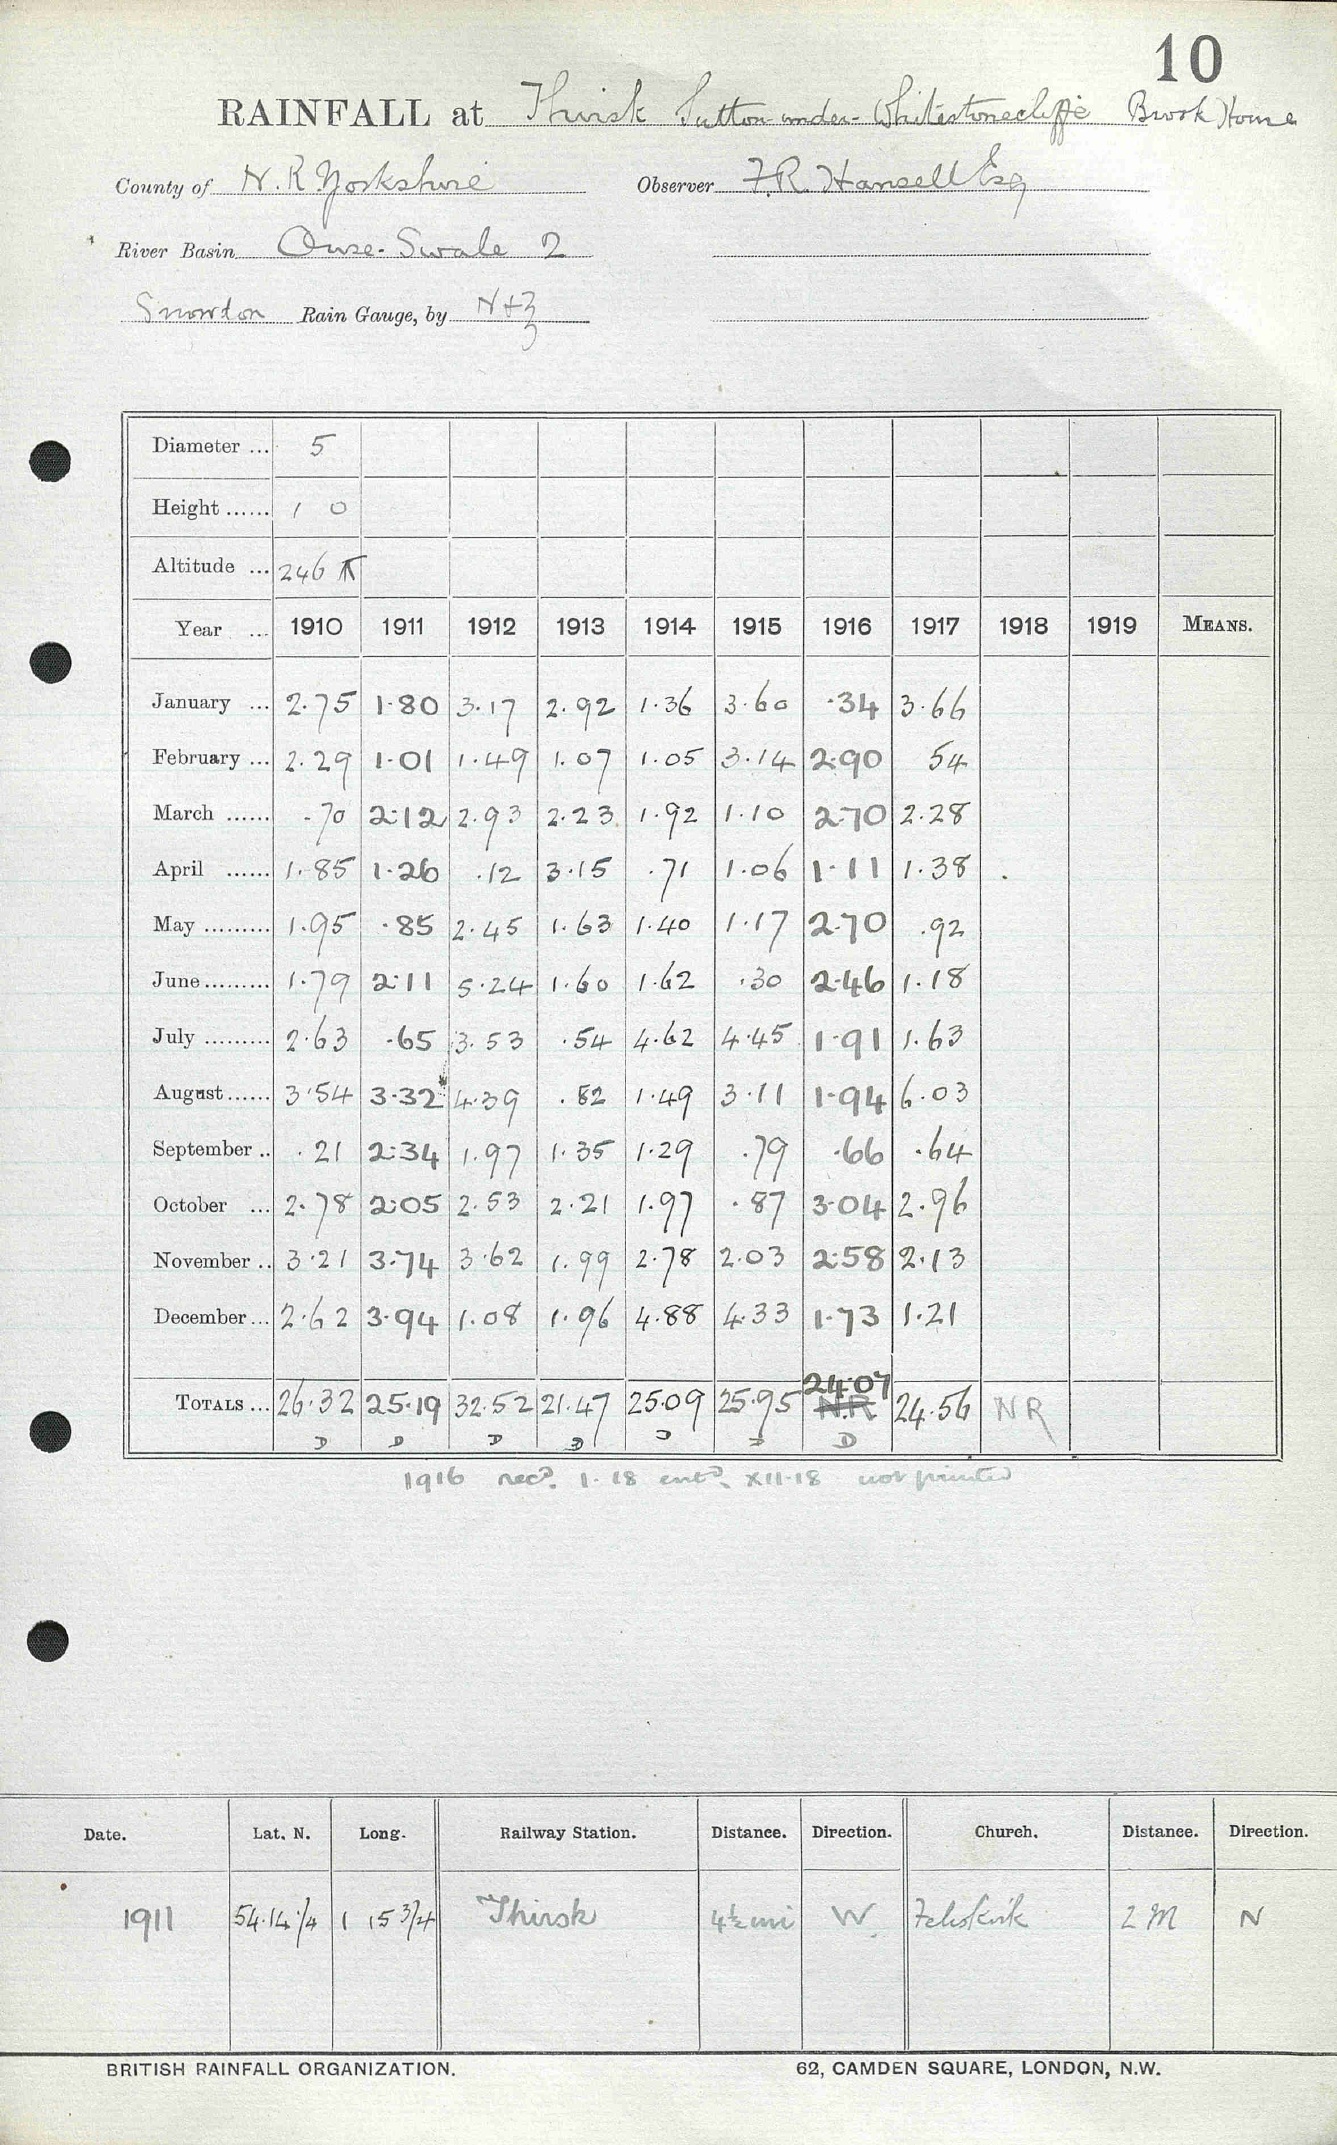 10
RAINFALL at Thirsk Sutton-under-Whitestonecliffe Brook House
County of N.R. Yorkshire Observer F.R. Hansell Esq
River Basin Ouse-Swale 2
Snowdon Rain Gauge, by N+Z
Diameter ... 5
Height ...... 1 0
Altitude ... 246
Year ... 1910 1911 1912 1913 1914 1915 1916 1917 1918 1919 MEANS.
January ... 2.75 1.80 3.17 2.92 1.36 3.60 .34 3.66
February ... 2.29 1.01 1.49 1.07 1.05 3.14 2.90 54
March ...... .70 2.12 2.93 2.23 1.92 1.10 2.70 2.28
April ...... 1.85 1.26 .12 3.15 .71 1.06 1.11 1.38
May ......... 1.95 .85 2.45 1.63 1.40 1.17 2.70 .92
June ......... 1.79 2.11 5.24 1.60 1.62 .30 2.46 1.18
July ......... 2.63 .65 3.53 .54 4.62 4.45 1.91 1.63
August ...... 3.54 3.32 4.39 .82 1.49 3.11 1.94 6.03
September .. .21 2.34 1.97 1.35 1.29 .79 .66 .64
October ... 2.78 2.05 2.53 2.21 1.97 .87 3.04 2.96
November .. 3.21 3.74 3.62 1.99 2.78 2.03 2.58 2.13
December ... 2.62 3.94 1.08 1.96 4.88 4.33 1.73 1.21
24.07
TOTALS ... 26.32 25.19 32.52 21.47 25.09 25.95 N.R 24.56 NR
D D D D D D D
1916 recd. 1.18 entd. XII.18 not printed
Date. Lat. N. Long. Railway Station. Distance. Direction. Church. Distance. Direction.
1911 54.14 1/4 1 15 3/4 Thirsk 4½ mi W Feliskirk 2 M N
BRITISH RAINFALL ORGANIZATION. 62, CAMDEN SQUARE, LONDON, N.W.